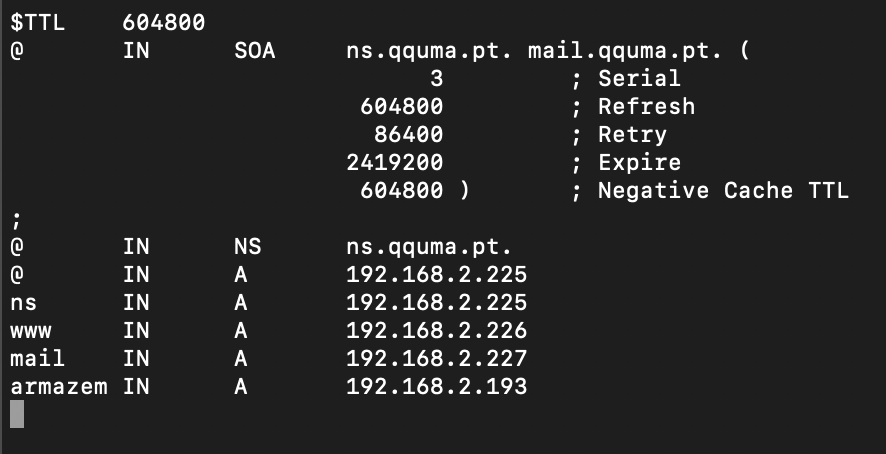 $TTL    604800
@       IN      SOA     ns.qquma.pt. mail.qquma.pt. (
                              3         ; Serial
                         604800         ; Refresh
                          86400         ; Retry
                        2419200         ; Expire
                         604800 )       ; Negative Cache TTL
;
@       IN      NS      ns.qquma.pt.
@       IN      A       192.168.2.225
ns      IN      A       192.168.2.225
www     IN      A       192.168.2.226
mail    IN      A       192.168.2.227
armazem IN      A       192.168.2.193